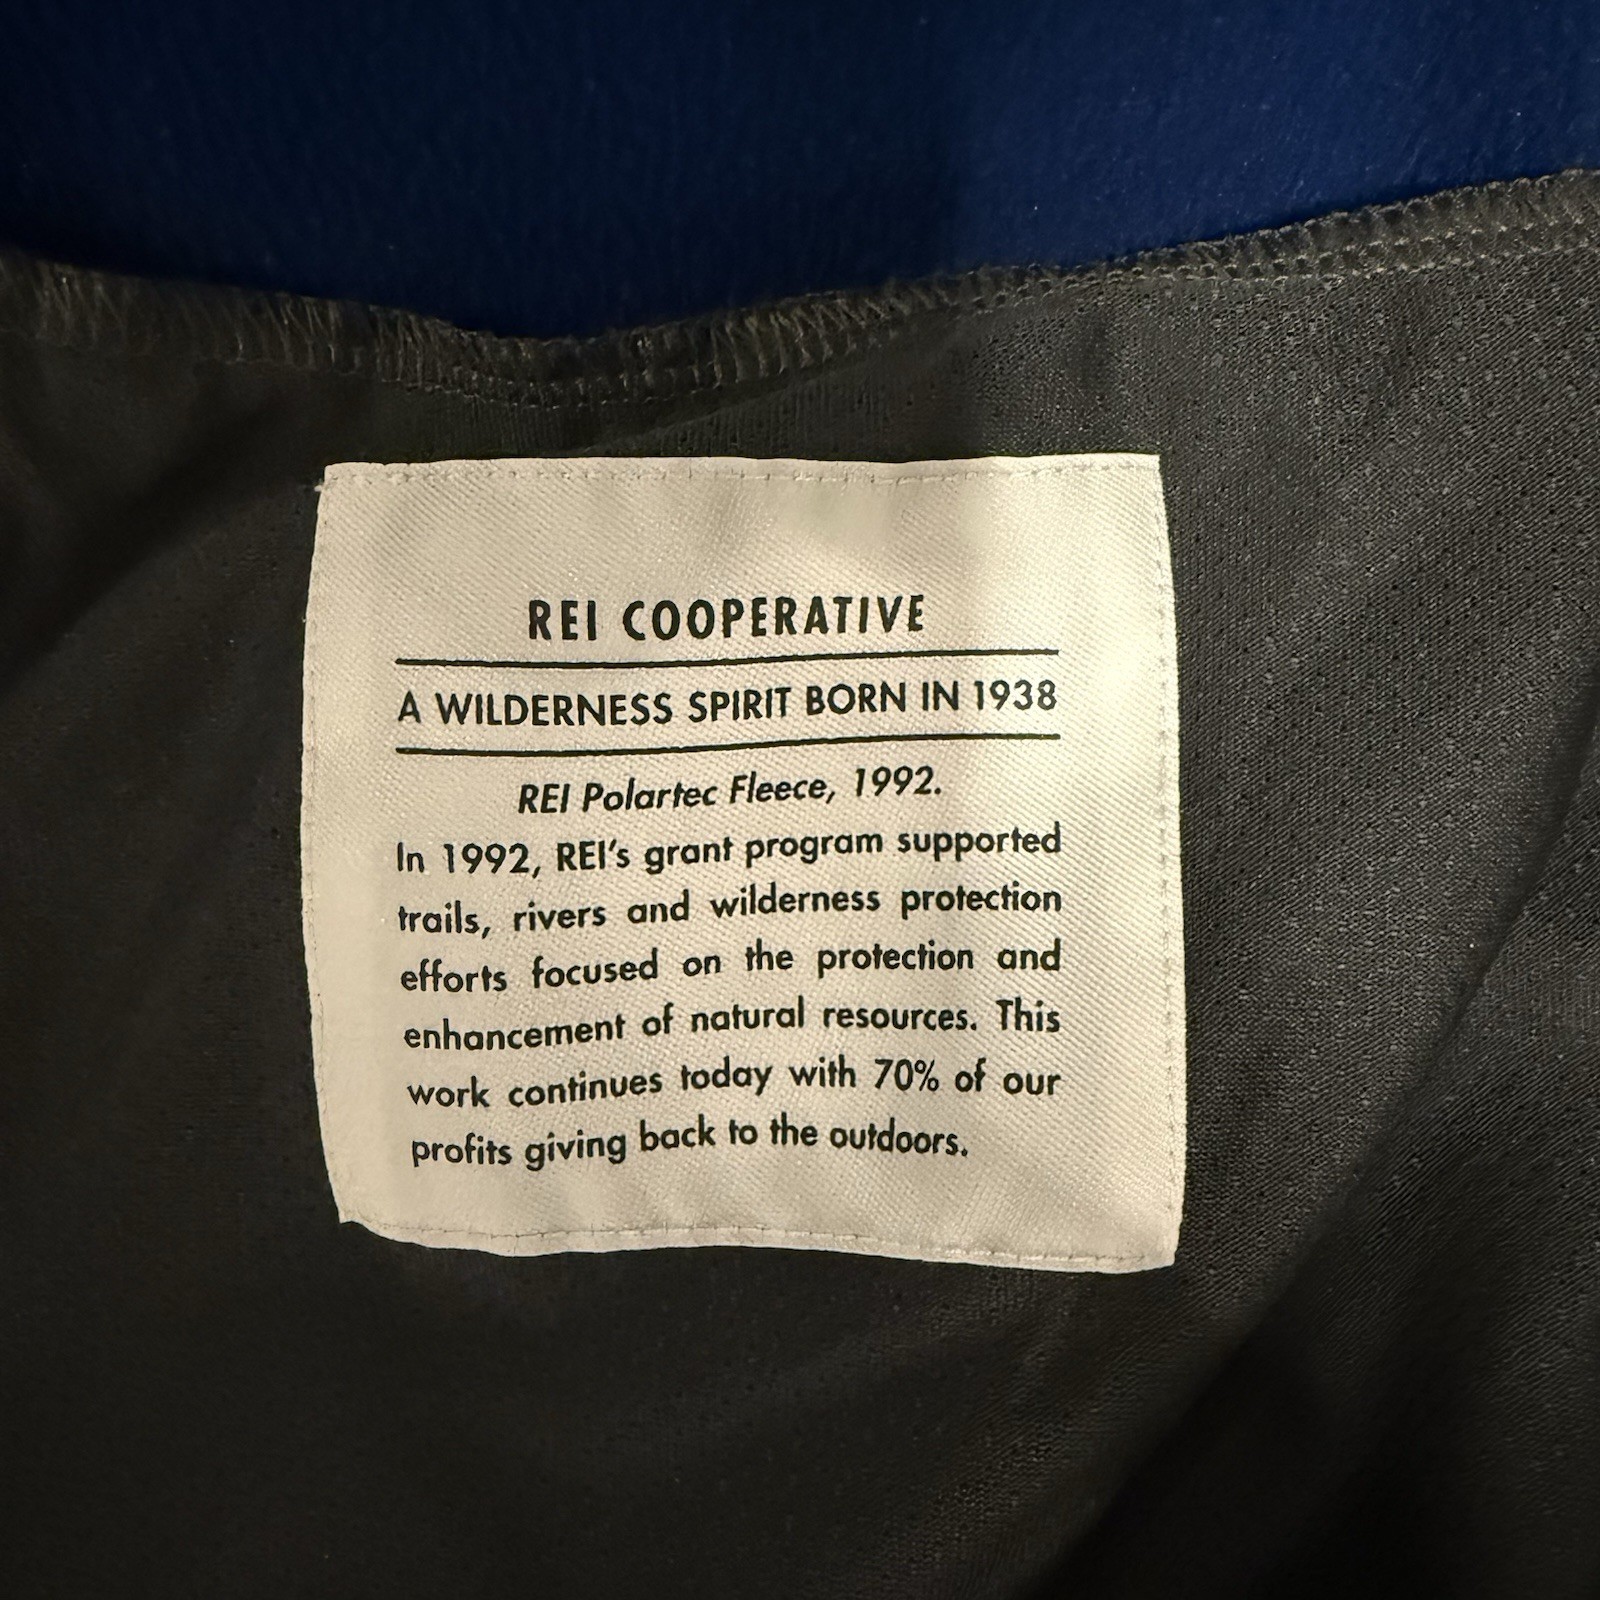 REI COOPERATIVE
A WILDERNESS SPIRIT BORN IN 1938
REI Polartec Fleece, 1992.
In 1992, REI's grant program supported
trails, rivers and wilderness protection
efforts focused on the protection and
enhancement of natural resources. This
work continues today with 70% of our
profits giving back to the outdoors.